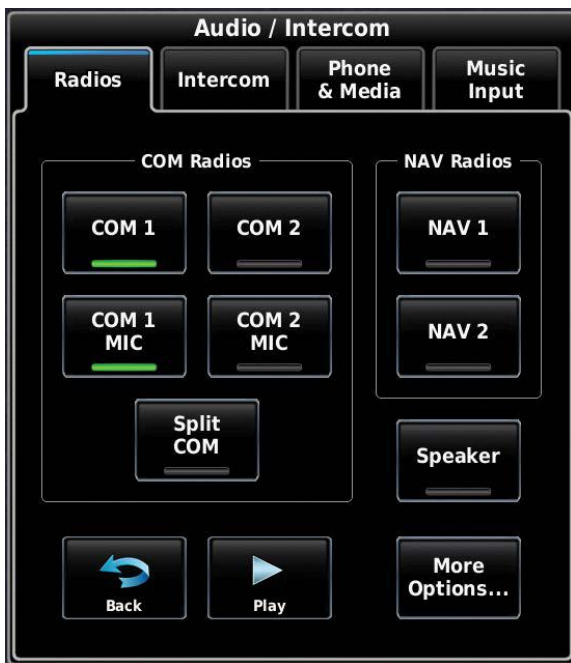 Audio / Intercom
Radios
Intercom
Phone
& Media
Music
Input
COM Radios
NAV Radios
COM 1
COM 2
NAV 1
COM 1
MIC
COM 2
MIC
NAV 2
Split
COM
Speaker
Back
Play
More
Options...